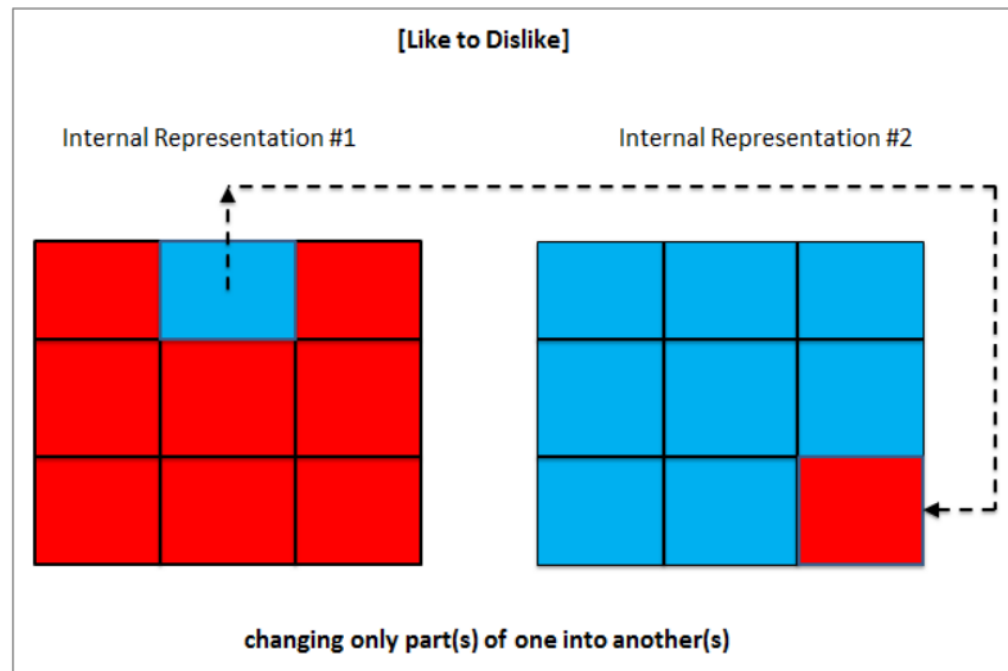 [Like to Dislike]
Internal Representation #1
Internal Representation #2
changing only part(s) of one into another(s)